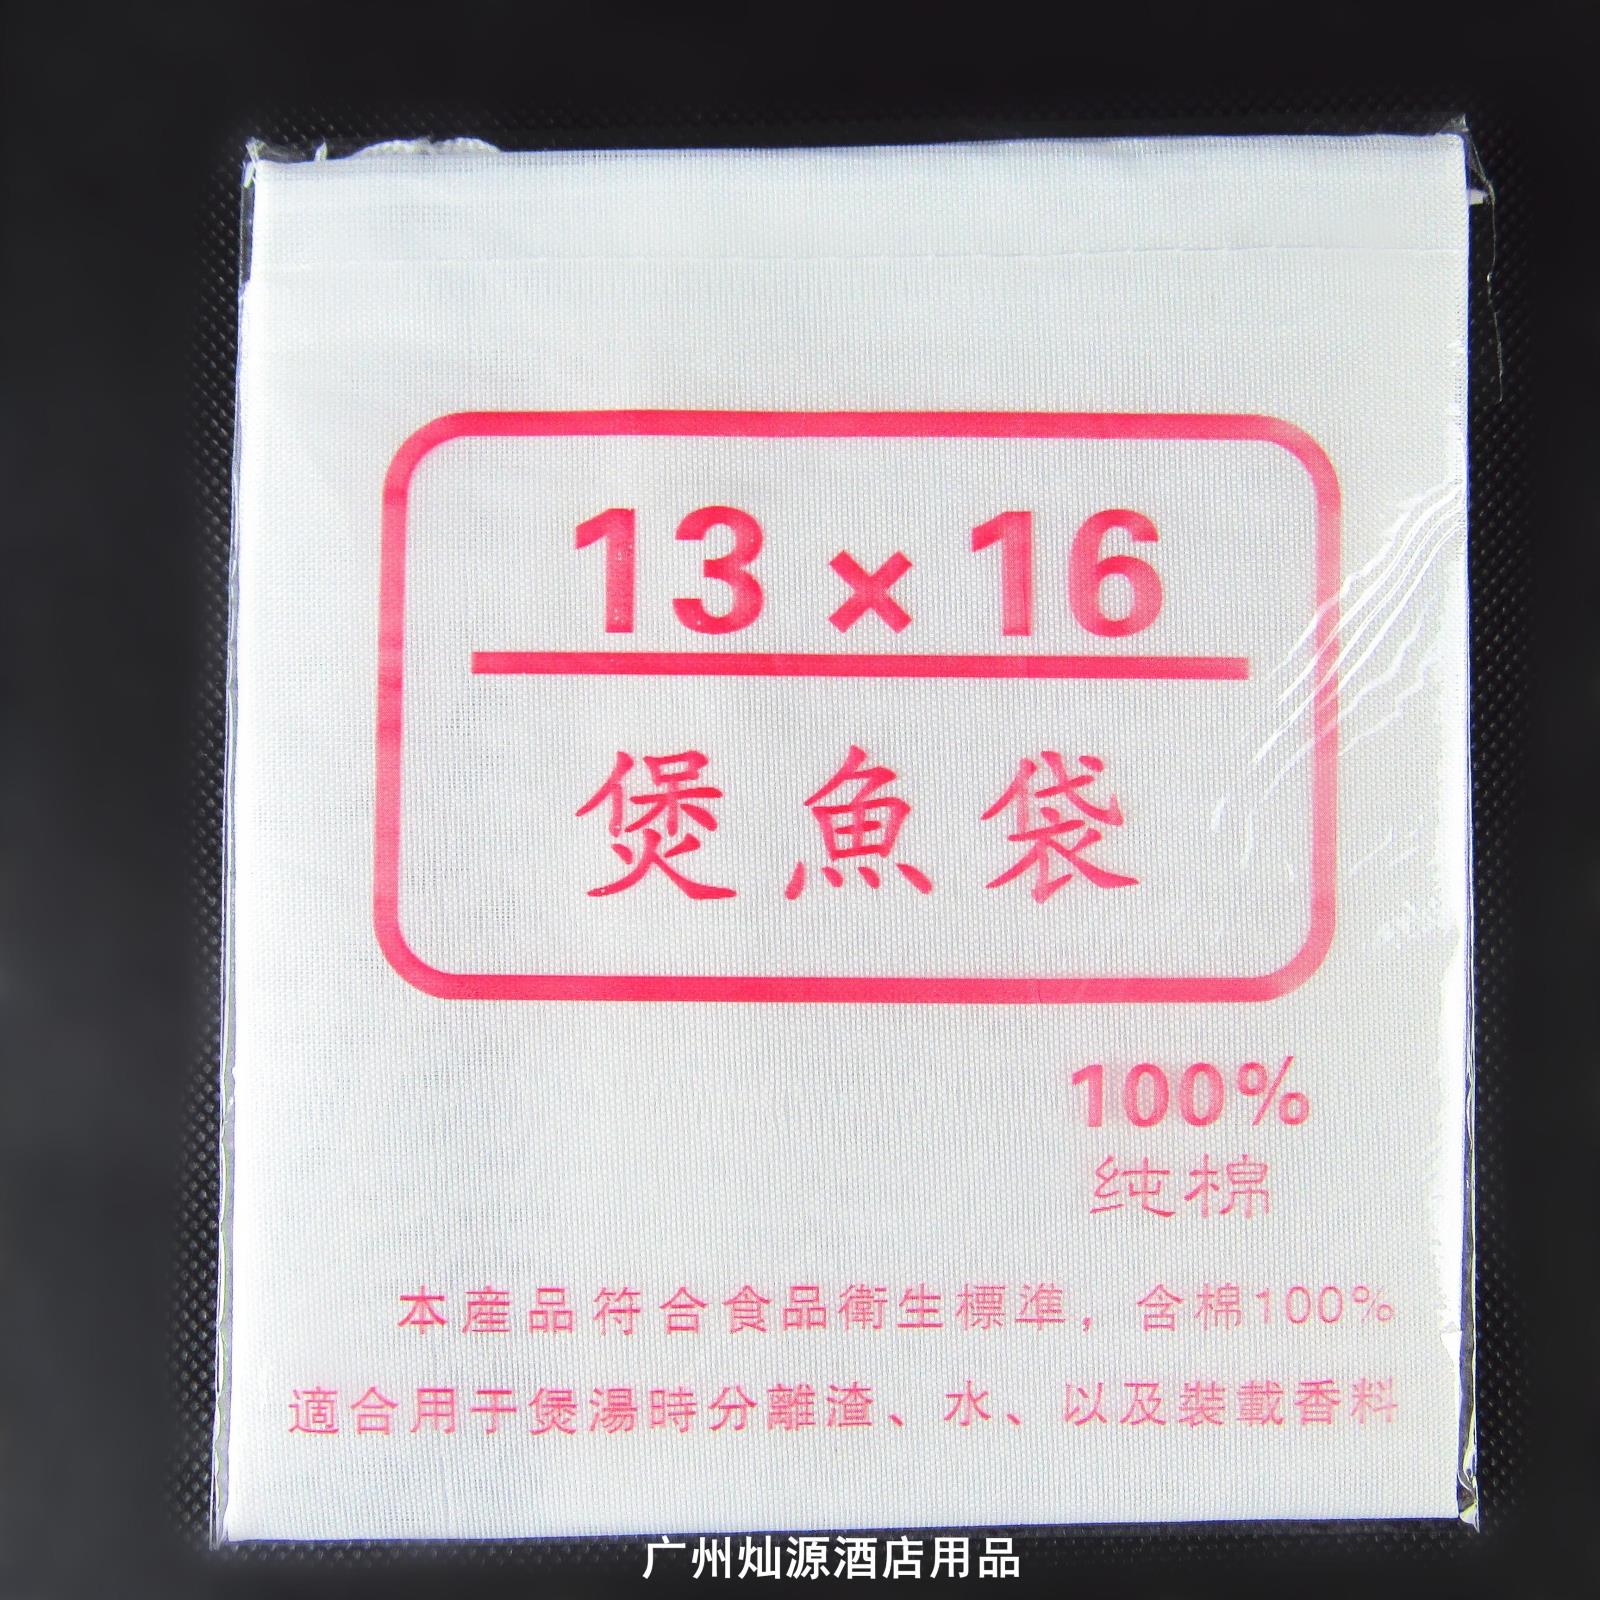 13×16
煲魚袋
100%
纯棉
本産品符合食品衛生標準，含棉100%
適合用于煲湯時分離渣、水、以及裝載香料
广州灿源酒店用品